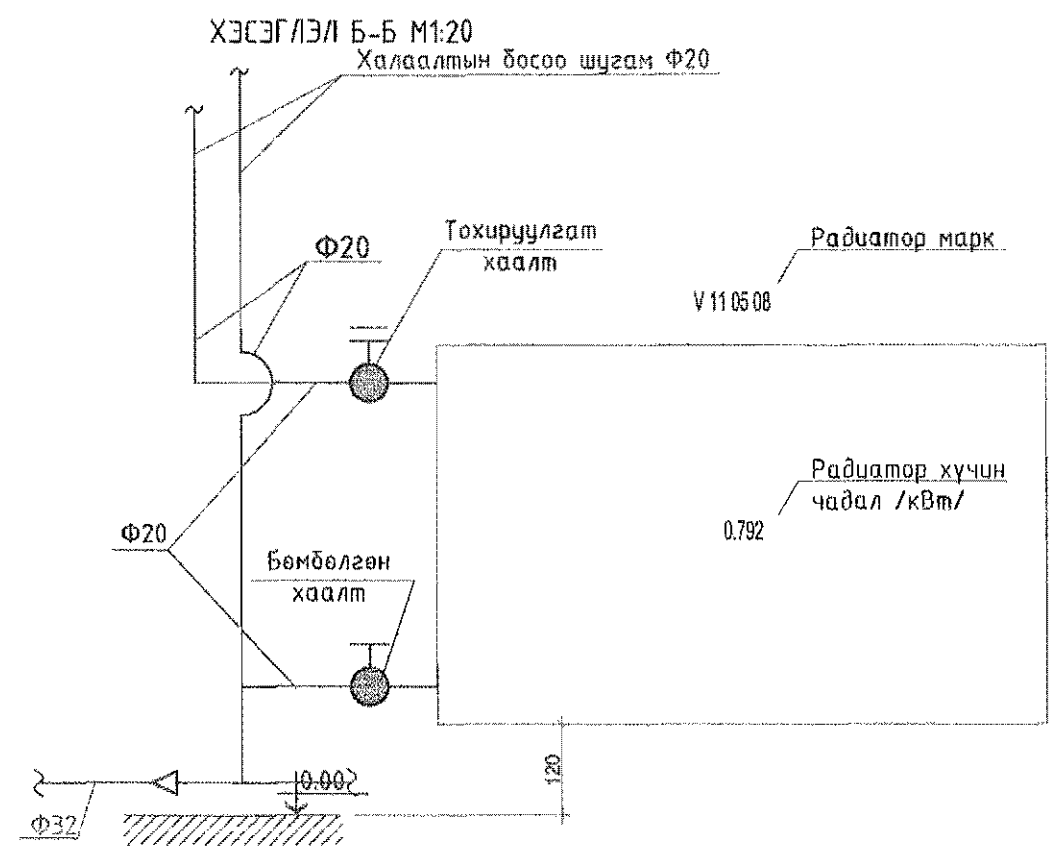 ХЭСЭГЛЭЛ Б-Б М1:20
Халаалтын босоо шугам Ф20
Ф20
Тохируулгат
хаалт
Радиатор марк
V 11 05 08
Радиатор хүчин
чадал /кВт/
0.792
Ф20
Бөмбөлгөн
хаалт
120
0.00
Ф32